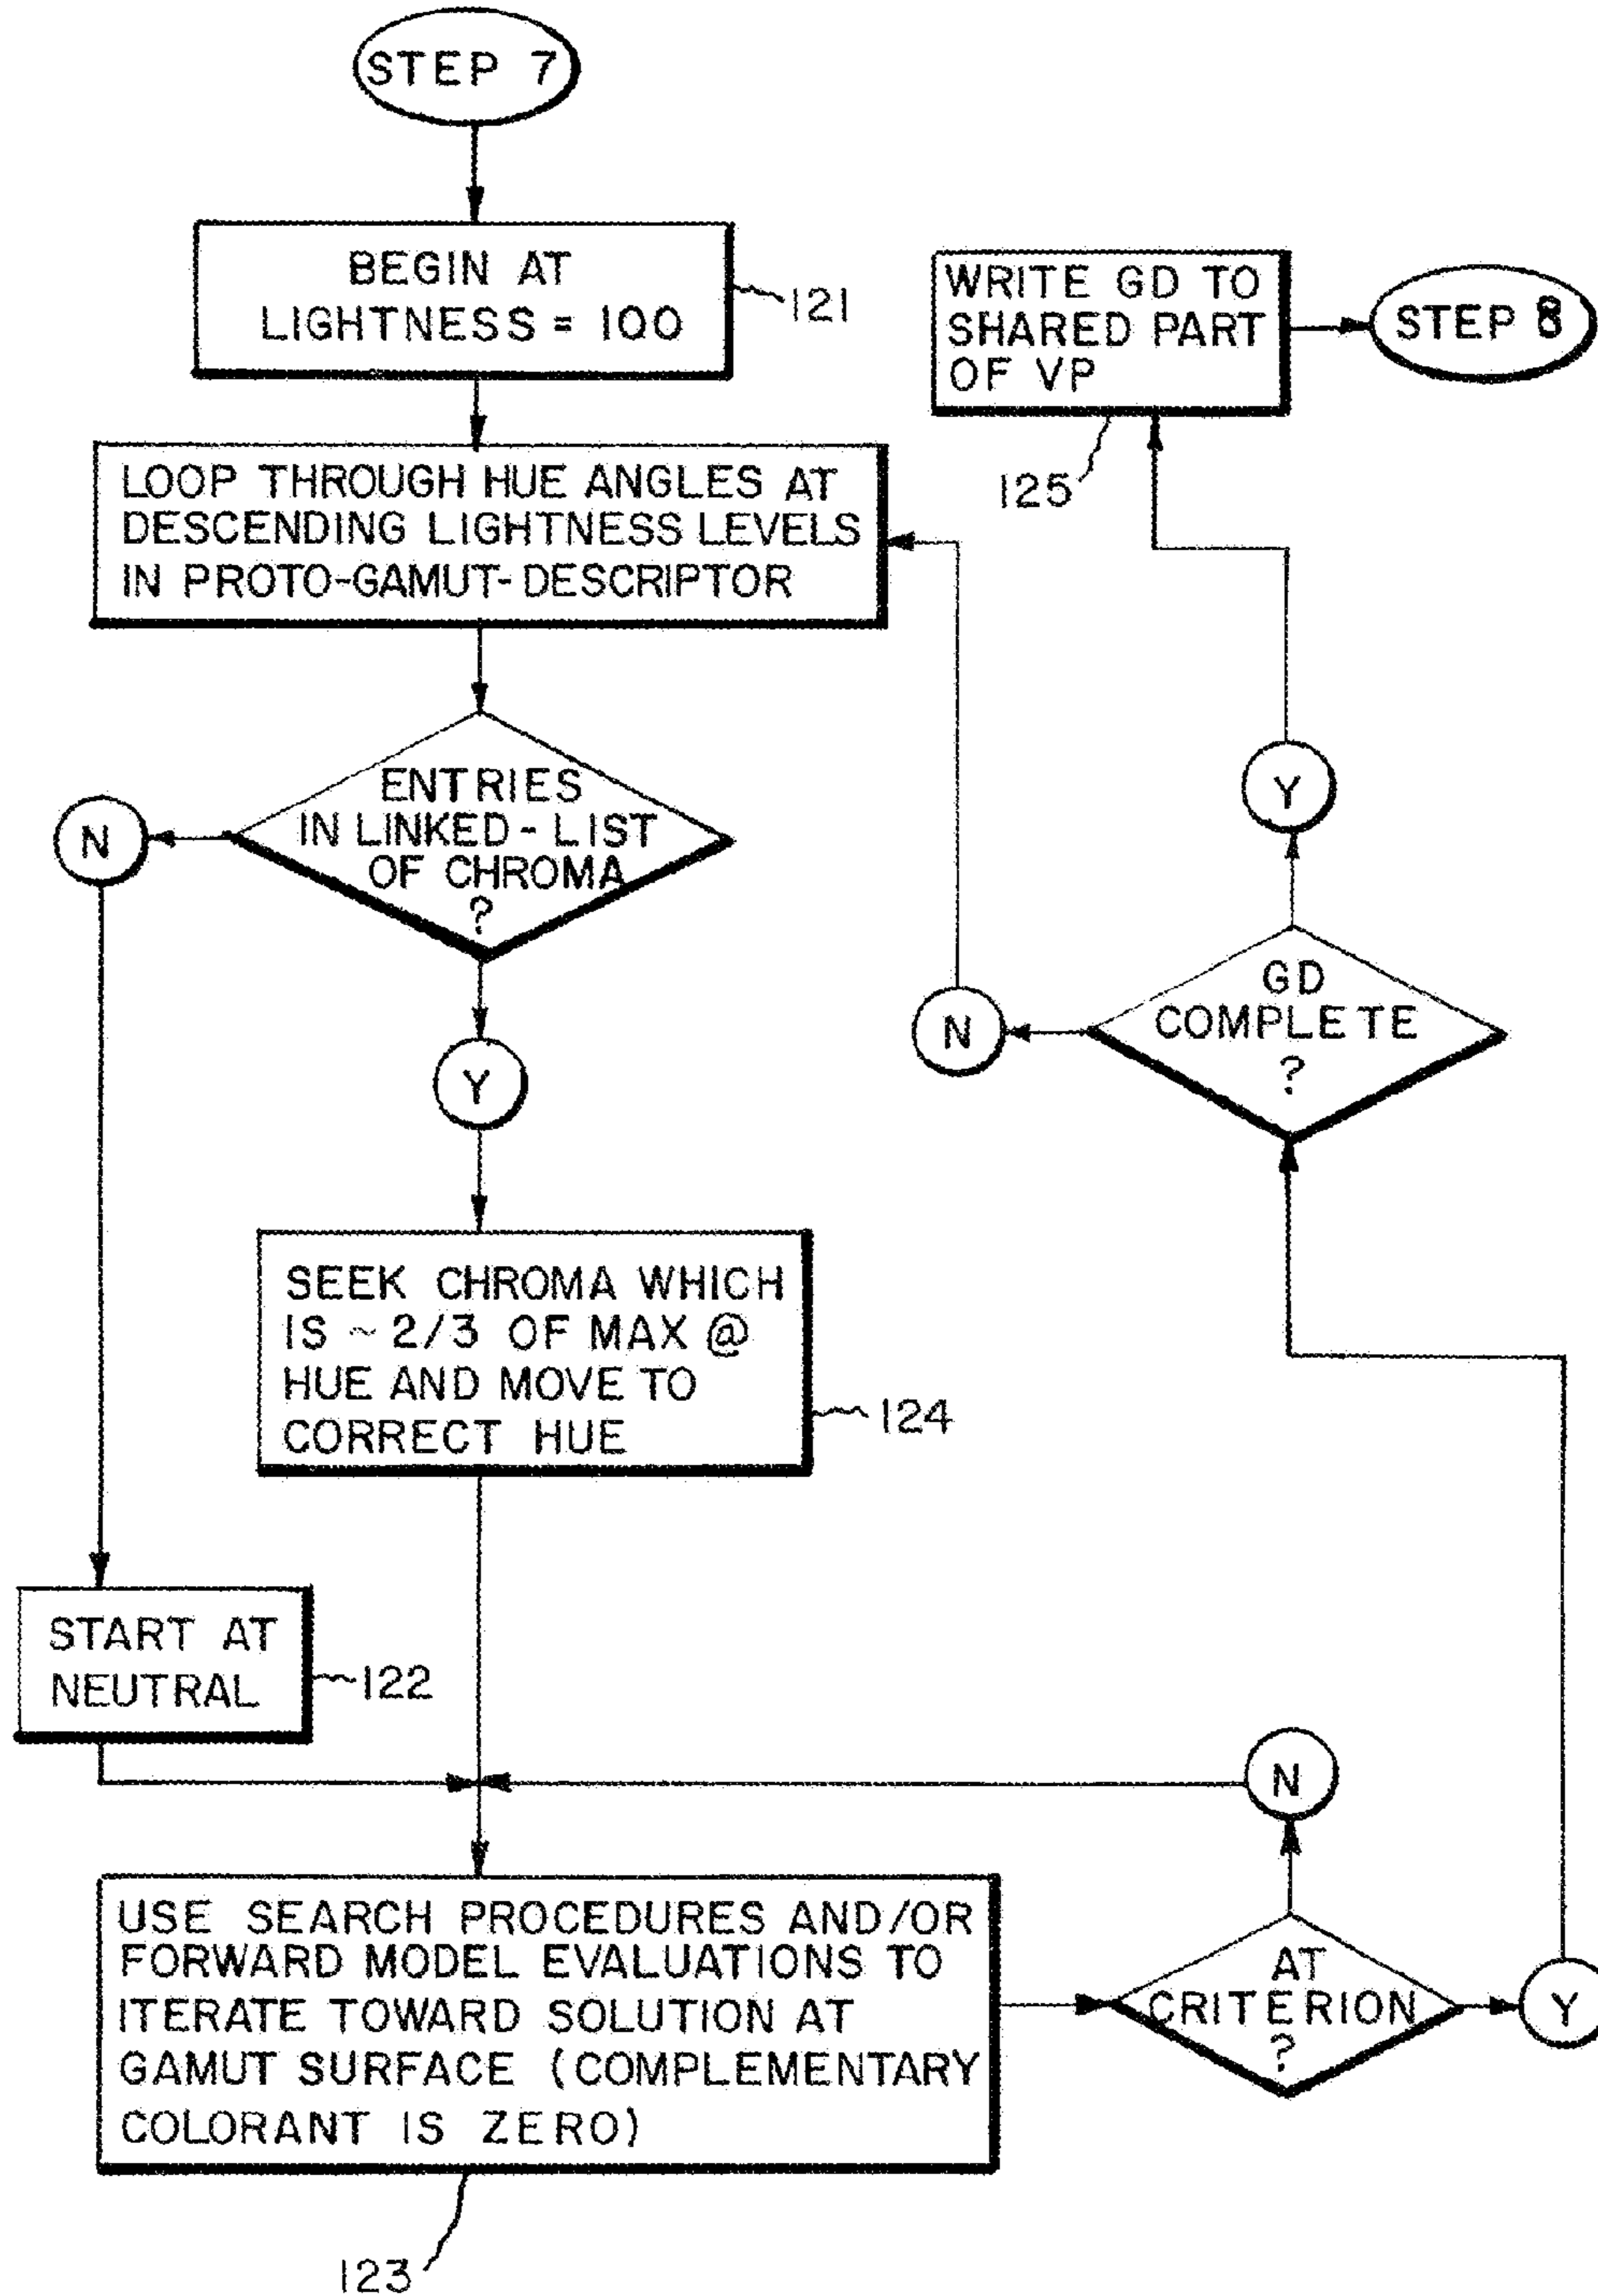 STEP 7
BEGIN AT
LIGHTNESS = 100
121
LOOP THROUGH HUE ANGLES AT
DESCENDING LIGHTNESS LEVELS
IN PROTO-GAMUT-DESCRIPTOR
ENTRIES
IN LINKED-LIST
OF CHROMA
?
N
Y
SEEK CHROMA WHICH
IS ~2/3 OF MAX @
HUE AND MOVE TO
CORRECT HUE
124
START AT
NEUTRAL
122
USE SEARCH PROCEDURES AND/OR
FORWARD MODEL EVALUATIONS TO
ITERATE TOWARD SOLUTION AT
GAMUT SURFACE (COMPLEMENTARY
COLORANT IS ZERO)
123
AT
CRITERION
?
N
Y
GD
COMPLETE
?
N
Y
WRITE GD TO
SHARED PART
OF VP
125
STEP 8